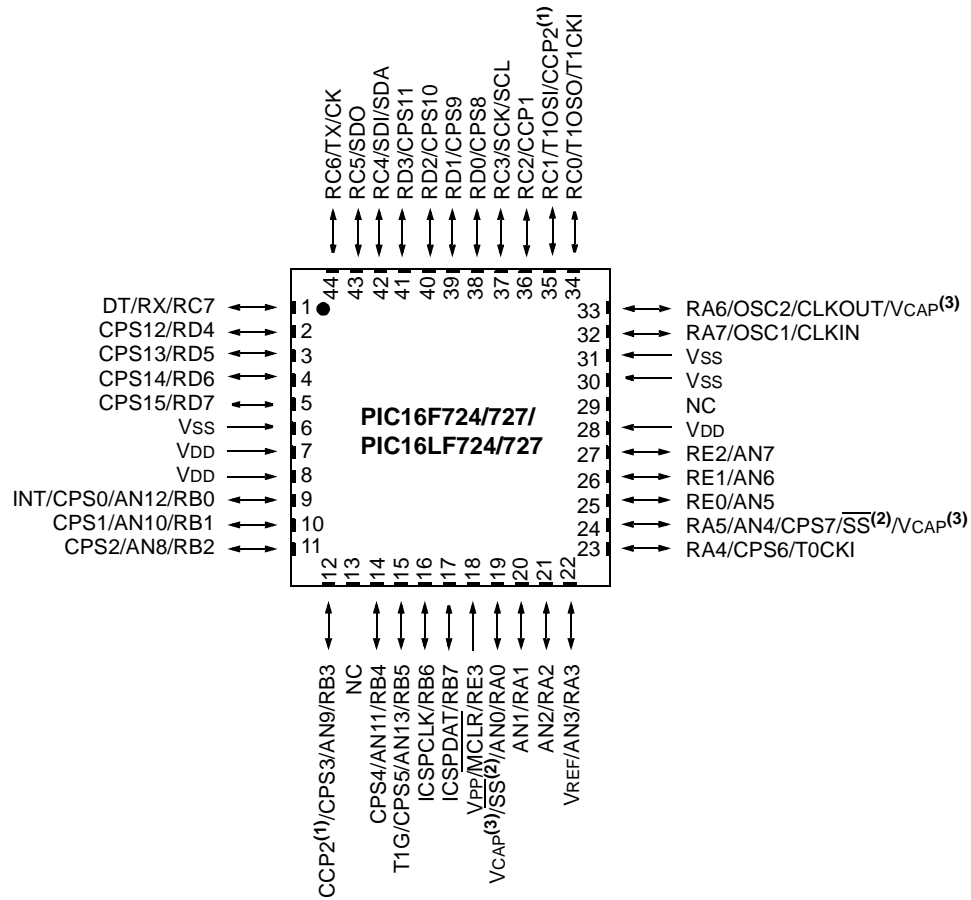 RC6/TX/CK
RC5/SDO
RC4/SDI/SDA
RD3/CPS11
RD2/CPS10
RD1/CPS9
RD0/CPS8
RC3/SCK/SCL
RC2/CCP1
RC1/T1OSI/CCP2(1)
RC0/T1OSO/T1CKI
44
43
42
41
40
39
38
37
36
35
34
DT/RX/RC7
CPS12/RD4
CPS13/RD5
CPS14/RD6
CPS15/RD7
VSS
VDD
VDD
INT/CPS0/AN12/RB0
CPS1/AN10/RB1
CPS2/AN8/RB2
1
2
3
4
5
6
7
8
9
10
11
PIC16F724/727/
PIC16LF724/727
33
32
31
30
29
28
27
26
25
24
23
RA6/OSC2/CLKOUT/VCAP(3)
RA7/OSC1/CLKIN
VSS
VSS
NC
VDD
RE2/AN7
RE1/AN6
RE0/AN5
RA5/AN4/CPS7/SS(2)/VCAP(3)
RA4/CPS6/T0CKI
12
13
14
15
16
17
18
19
20
21
22
CCP2(1)/CPS3/AN9/RB3
NC
CPS4/AN11/RB4
T1G/CPS5/AN13/RB5
ICSPCLK/RB6
ICSPDAT/RB7
VPP/MCLR/RE3
VCAP(3)/SS(2)/AN0/RA0
AN1/RA1
AN2/RA2
VREF/AN3/RA3